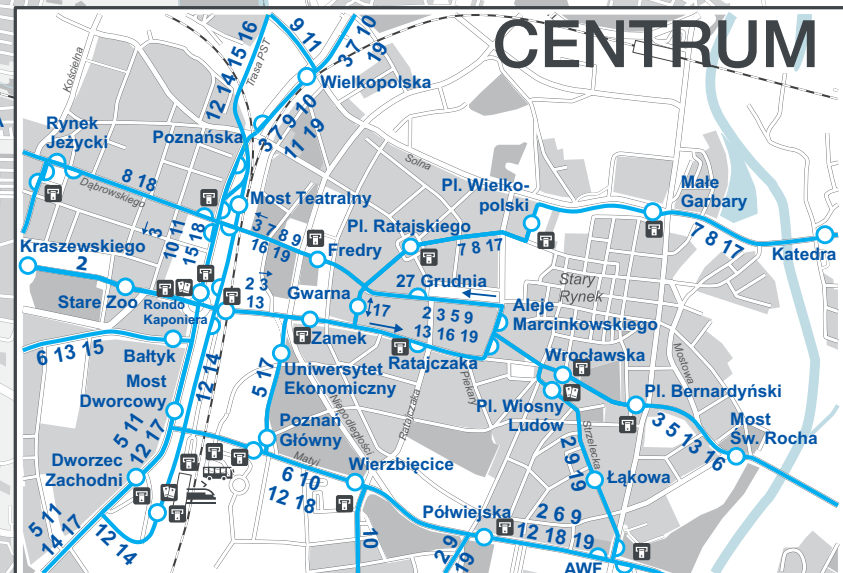 CENTRUM
Kościelna
12 14 15 16
Trasa PST
9 11
3 7 10
19
Wielkopolska
Rynek
Jeżycki
Poznańska
3 7 9 10
11 19
Solna
8 18
Dąbrowskiego
Most Teatralny
Pl. Wielko-
polski
Małe
Garbary
3
10 11
15 18
3 7 8 9
16 19
Fredry
Pl. Ratajskiego
7 8 17
7 8 17
Katedra
Kraszewskiego
2
Stare Zoo
Rondo
Kaponiera
2 3
13
Gwarna
17
27 Grudnia
2 3 5 9
13 16 19
Stary
Rynek
Aleje
Marcinkowskiego
6 13 15
Bałtyk
12 14
Zamek
Ratajczaka
Wrocławska
Mostowa
Most
Dworcowy
5 17
Uniwersytet
Ekonomiczny
Niepodległości
Ratajczaka
Piekary
Pl. Wiosny
Ludów
Pl. Bernardyński
3 5 13 16
Most
Św. Rocha
5 11
12 17
Poznań
Główny
Matyi
Strzelecka
2 9 19
Dworzec
Zachodni
6 10
12 18
Wierzbięcice
Łąkowa
5 11
14 17
12 14
10
Półwiejska
2 9
19
2 6 9
12 18 19
AWF